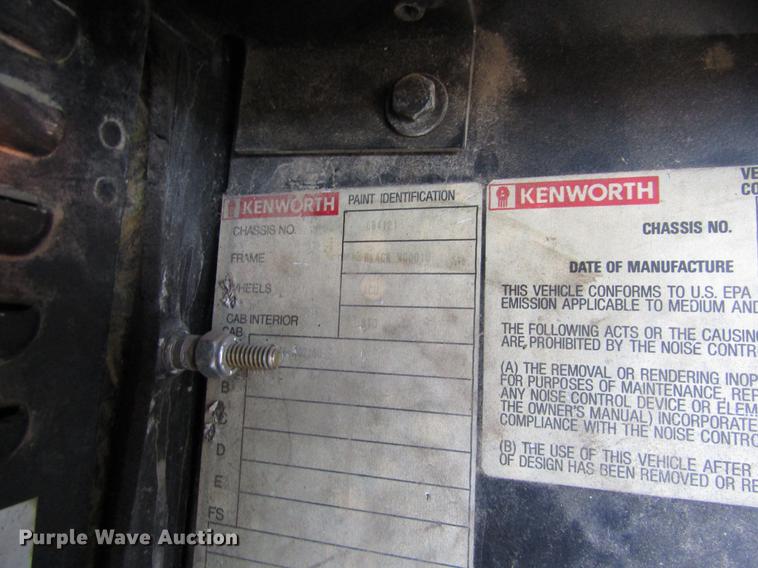 KENWORTH PAINT IDENTIFICATION
CHASSIS NO.
FRAME BLACK
WHEELS
CAB INTERIOR
CAB
B
C
D
E
FS
KENWORTH
CHASSIS NO.
DATE OF MANUFACTURE
THIS VEHICLE CONFORMS TO U.S. EPA
EMISSION APPLICABLE TO MEDIUM AND
THE FOLLOWING ACTS OR THE CAUSING
ARE PROHIBITED BY THE NOISE CONTR
(A) THE REMOVAL OR RENDERING INOP
FOR PURPOSES OF MAINTENANCE, REP
ANY NOISE CONTROL DEVICE OR ELEM
THE OWNER'S MANUAL) INCORPORATE
COMPLIANCE WITH THE NOISE CONTRO
(B) THE USE OF THIS VEHICLE AFTER
OF DESIGN HAS BEEN REMOVED OR RE
Purple Wave Auction